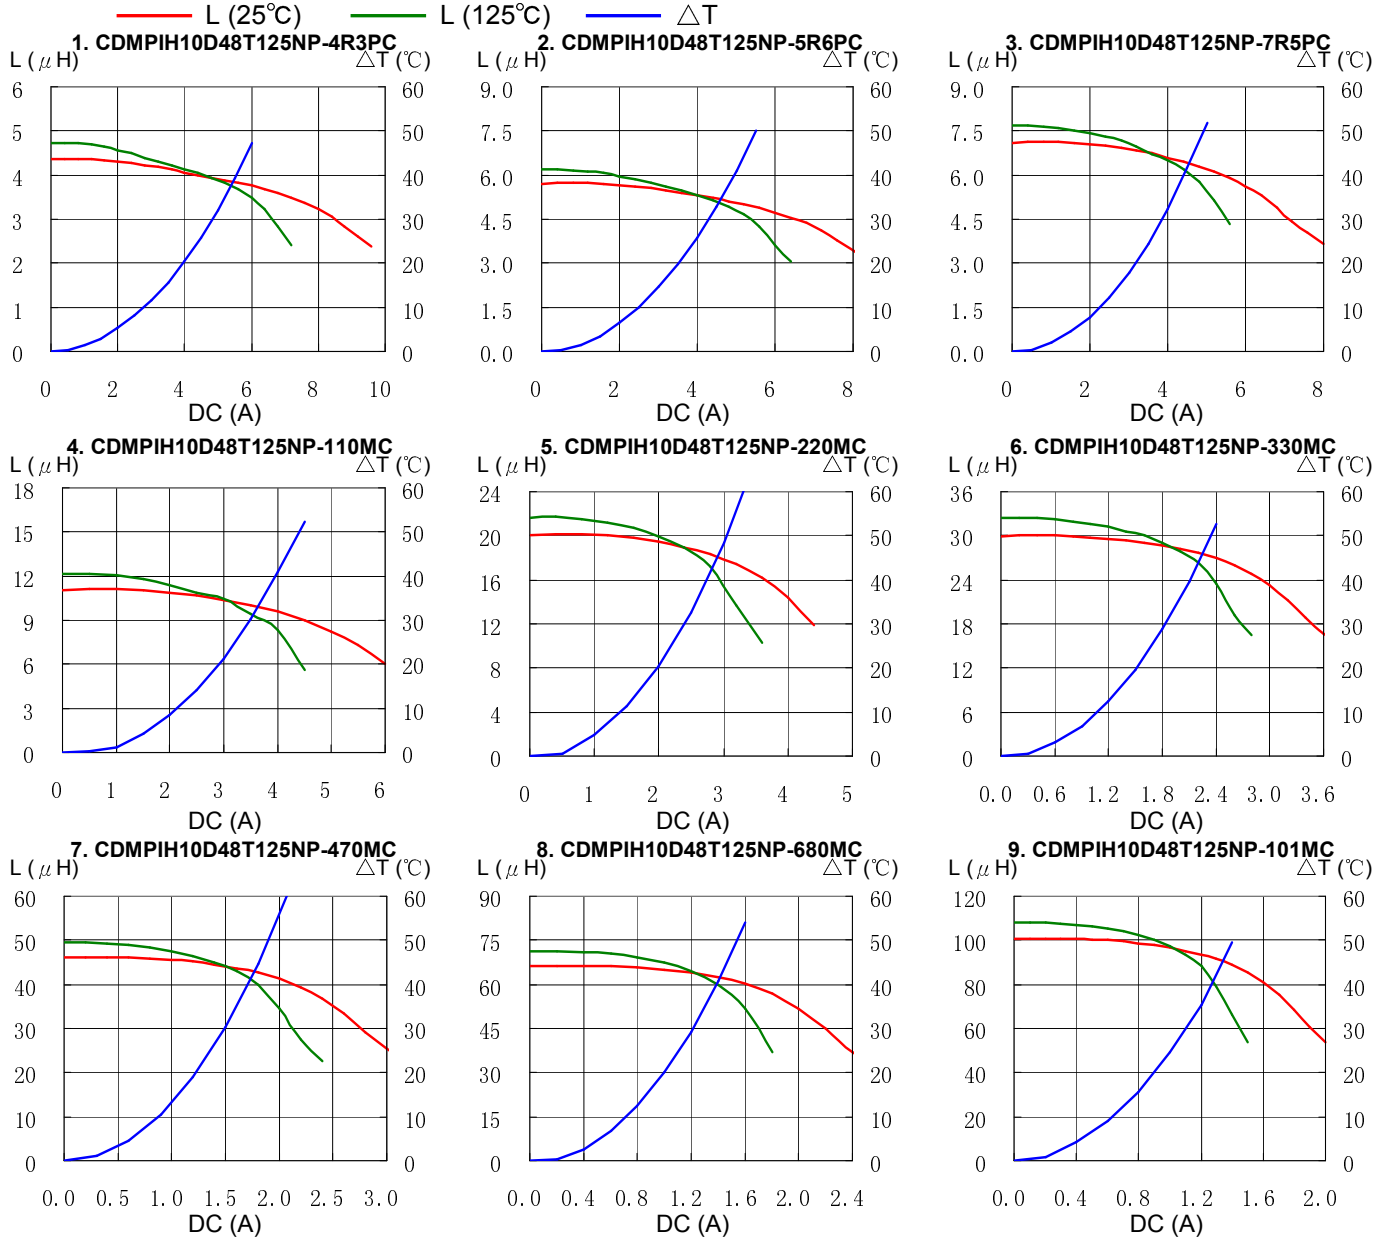 L (25℃) L (125℃) △T
1. CDMPIH10D48T125NP-4R3PC
L (μH) △T (℃)
6 60
5 50
4 40
3 30
2 20
1 10
0 0
0 2 4 6 8 10
DC (A)
2. CDMPIH10D48T125NP-5R6PC
L (μH) △T (℃)
9.0 60
7.5 50
6.0 40
4.5 30
3.0 20
1.5 10
0.0 0
0 2 4 6 8
DC (A)
3. CDMPIH10D48T125NP-7R5PC
L (μH) △T (℃)
9.0 60
7.5 50
6.0 40
4.5 30
3.0 20
1.5 10
0.0 0
0 2 4 6 8
DC (A)
4. CDMPIH10D48T125NP-110MC
L (μH) △T (℃)
18 60
15 50
12 40
9 30
6 20
3 10
0 0
0 1 2 3 4 5 6
DC (A)
5. CDMPIH10D48T125NP-220MC
L (μH) △T (℃)
24 60
20 50
16 40
12 30
8 20
4 10
0 0
0 1 2 3 4 5
DC (A)
6. CDMPIH10D48T125NP-330MC
L (μH) △T (℃)
36 60
30 50
24 40
18 30
12 20
6 10
0 0
0.0 0.6 1.2 1.8 2.4 3.0 3.6
DC (A)
7. CDMPIH10D48T125NP-470MC
L (μH) △T (℃)
60 60
50 50
40 40
30 30
20 20
10 10
0 0
0.0 0.5 1.0 1.5 2.0 2.5 3.0
DC (A)
8. CDMPIH10D48T125NP-680MC
L (μH) △T (℃)
90 60
75 50
60 40
45 30
30 20
15 10
0 0
0.0 0.4 0.8 1.2 1.6 2.0 2.4
DC (A)
9. CDMPIH10D48T125NP-101MC
L (μH) △T (℃)
120 60
100 50
80 40
60 30
40 20
20 10
0 0
0.0 0.4 0.8 1.2 1.6 2.0
DC (A)